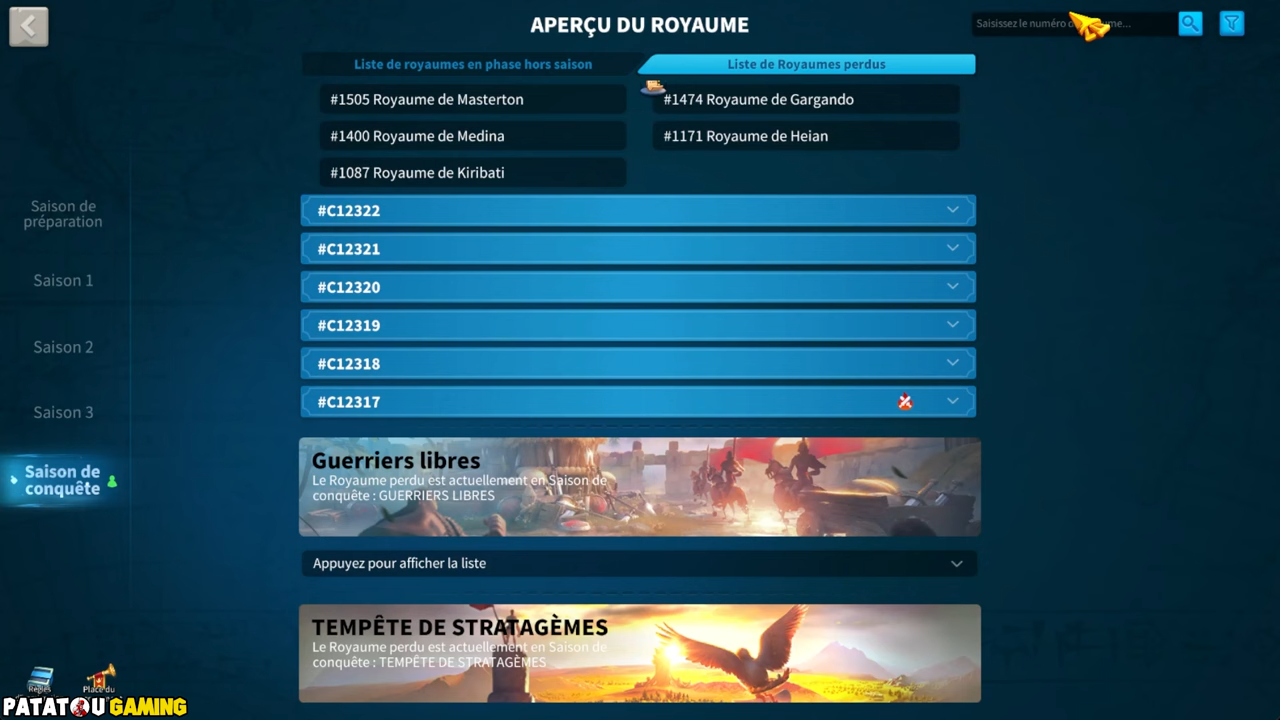 APERÇU DU ROYAUME
Saisissez le numéro d
me...
Liste de royaumes en phase hors saison
Liste de Royaumes perdus
#1505 Royaume de Masterton
#1474 Royaume de Gargando
#1400 Royaume de Medina
#1171 Royaume de Heian
#1087 Royaume de Kiribati
#C12322
#C12321
#C12320
#C12319
#C12318
#C12317
Saison de
préparation
Saison 1
Saison 2
Saison 3
Saison de
conquête
Guerriers libres
Le Royaume perdu est actuellement en Saison de
conquête : GUERRIERS LIBRES
Appuyez pour afficher la liste
TEMPÊTE DE STRATAGÈMES
Le Royaume perdu est actuellement en Saison de
conquête : TEMPÊTE DE STRATAGÈMES
Règles
Place du
PATATOU GAMING